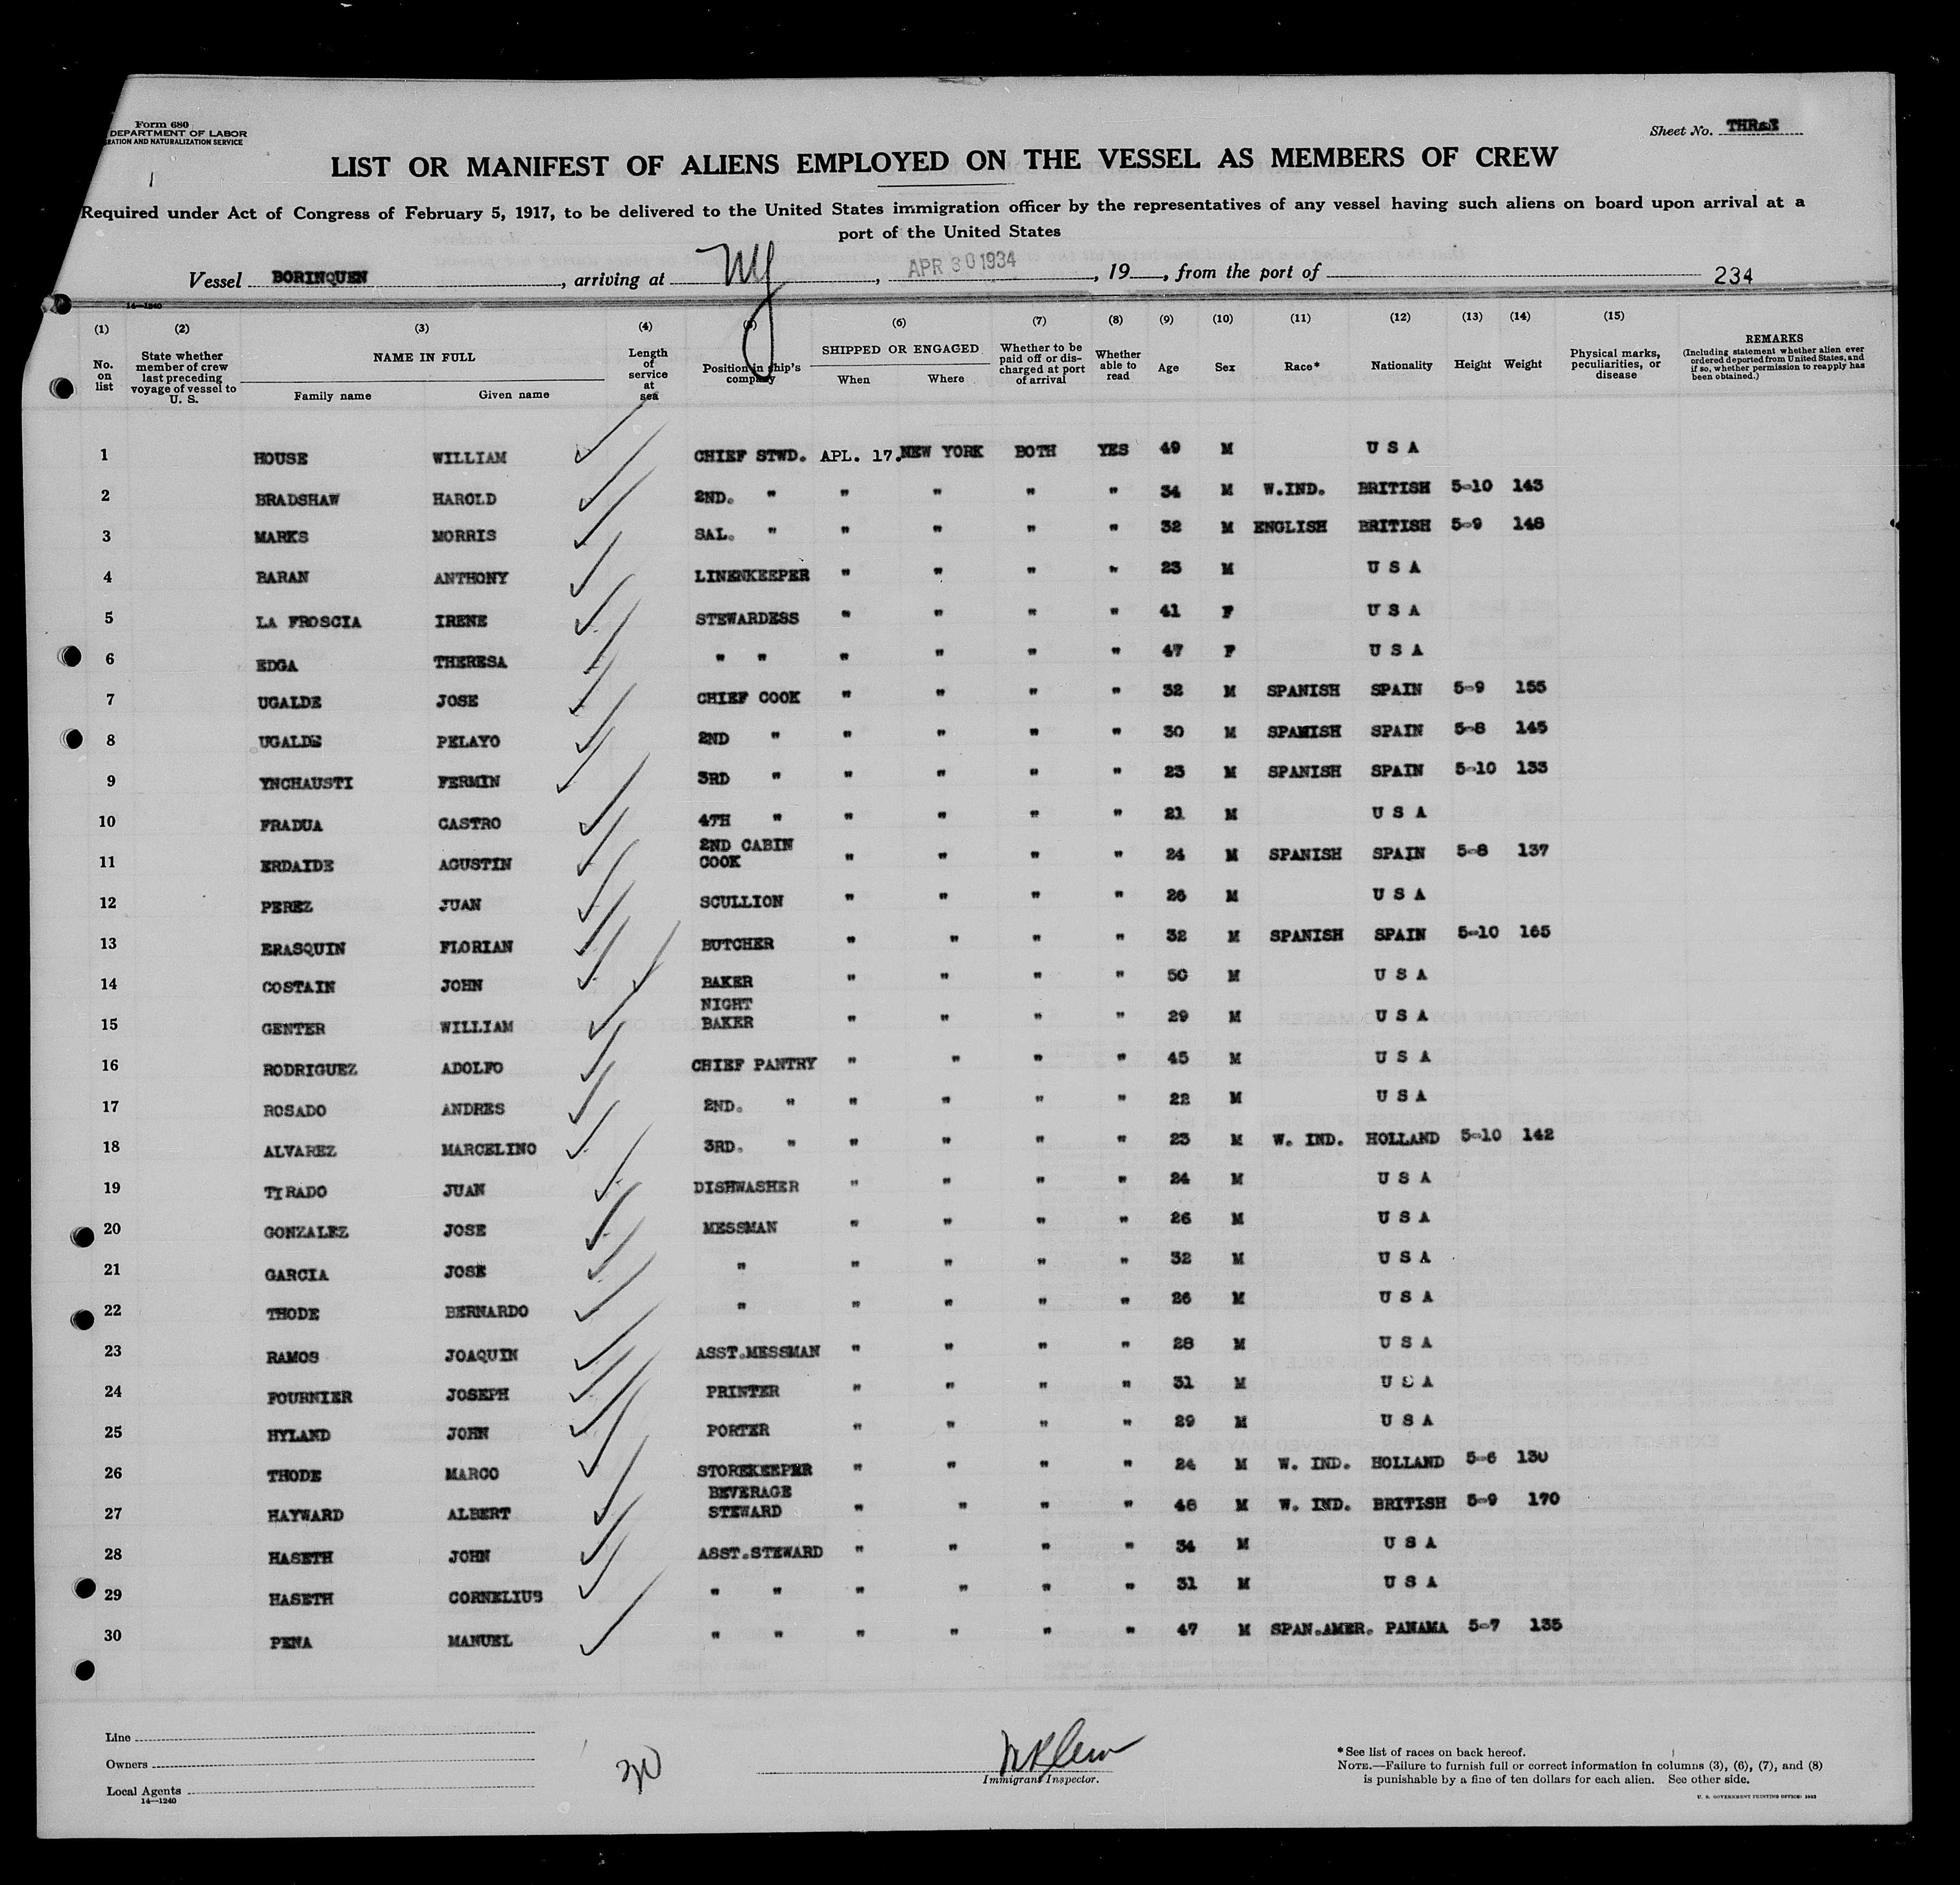 Form 680
DEPARTMENT OF LABOR
RATION AND NATURALIZATION SERVICE
Sheet No. THREE
LIST OR MANIFEST OF ALIENS EMPLOYED ON THE VESSEL AS MEMBERS OF CREW
Required under Act of Congress of February 5, 1917, to be delivered to the United States immigration officer by the representatives of any vessel having such aliens on board upon arrival at a
port of the United States
Vessel BORINQUEN, arriving at NY, APR 30 1934, 19__, from the port of
234
14—1240
(1) (2) (3) (4) (5) (6) (7) (8) (9) (10) (11) (12) (13) (14) (15)
No. on list
State whether member of crew last preceding voyage of vessel to U. S.
NAME IN FULL
Family name Given name
Length of service at sea
Position in ship's company
SHIPPED OR ENGAGED
When Where
Whether to be paid off or discharged at port of arrival
Whether able to read
Age
Sex
Race*
Nationality
Height
Weight
Physical marks, peculiarities, or disease
REMARKS
(Including statement whether alien ever ordered deported from United States, and if so, whether permission to reapply has been obtained.)
1 HOUSE WILLIAM CHIEF STWD. APL. 17. NEW YORK BOTH YES 49 M U S A
2 BRADSHAW HAROLD 2ND. " " " " " 34 M W.IND. BRITISH 5-10 143
3 MARKS MORRIS SAL. " " " " " 32 M ENGLISH BRITISH 5-9 148
4 BARAN ANTHONY LINENKEEPER " " " " 23 M U S A
5 LA FROSCIA IRENE STEWARDESS " " " " 41 F U S A
6 EDGA THERESA " " " " " " 47 F U S A
7 UGALDE JOSE CHIEF COOK " " " " 32 M SPANISH SPAIN 5-9 155
8 UGALDE PELAYO 2ND " " " " " 30 M SPANISH SPAIN 5-8 145
9 YNCHAUSTI FERMIN 3RD " " " " " 23 M SPANISH SPAIN 5-10 133
10 FRADUA CASTRO 4TH " " " " " 21 M U S A
11 ERDAIDE AGUSTIN 2ND CABIN COOK " " " " 24 M SPANISH SPAIN 5-8 137
12 PEREZ JUAN SCULLION " " " " 26 M U S A
13 ERASQUIN FLORIAN BUTCHER " " " " 32 M SPANISH SPAIN 5-10 165
14 COSTAIN JOHN BAKER " " " " 50 M U S A
15 GENTER WILLIAM NIGHT BAKER " " " " 29 M U S A
16 RODRIGUEZ ADOLFO CHIEF PANTRY " " " " 45 M U S A
17 ROSADO ANDRES 2ND. " " " " " 22 M U S A
18 ALVAREZ MARCELINO 3RD. " " " " " 23 M W. IND. HOLLAND 5-10 142
19 TIRADO JUAN DISHWASHER " " " " 24 M U S A
20 GONZALEZ JOSE MESSMAN " " " " 26 M U S A
21 GARCIA JOSE " " " " " 32 M U S A
22 THODE BERNARDO " " " " " 26 M U S A
23 RAMOS JOAQUIN ASST.MESSMAN " " " " 28 M U S A
24 FOURNIER JOSEPH PRINTER " " " " 31 M U S A
25 HYLAND JOHN PORTER " " " " 29 M U S A
26 THODE MARCO STOREKEEPER " " " " 24 M W. IND. HOLLAND 5-6 130
27 HAYWARD ALBERT BEVERAGE STEWARD " " " " 46 M W. IND. BRITISH 5-9 170
28 HASETH JOHN ASST.STEWARD " " " " 34 M U S A
29 HASETH CORNELIUS " " " " " " 31 M U S A
30 PENA MANUEL " " " " " " 47 M SPAN.AMER. PANAMA 5-7 135
Line
Owners
Local Agents
14—1240
30
Immigrant Inspector.
*See list of races on back hereof.
NOTE.—Failure to furnish full or correct information in columns (3), (6), (7), and (8)
is punishable by a fine of ten dollars for each alien. See other side.
U. S. GOVERNMENT PRINTING OFFICE: 1933